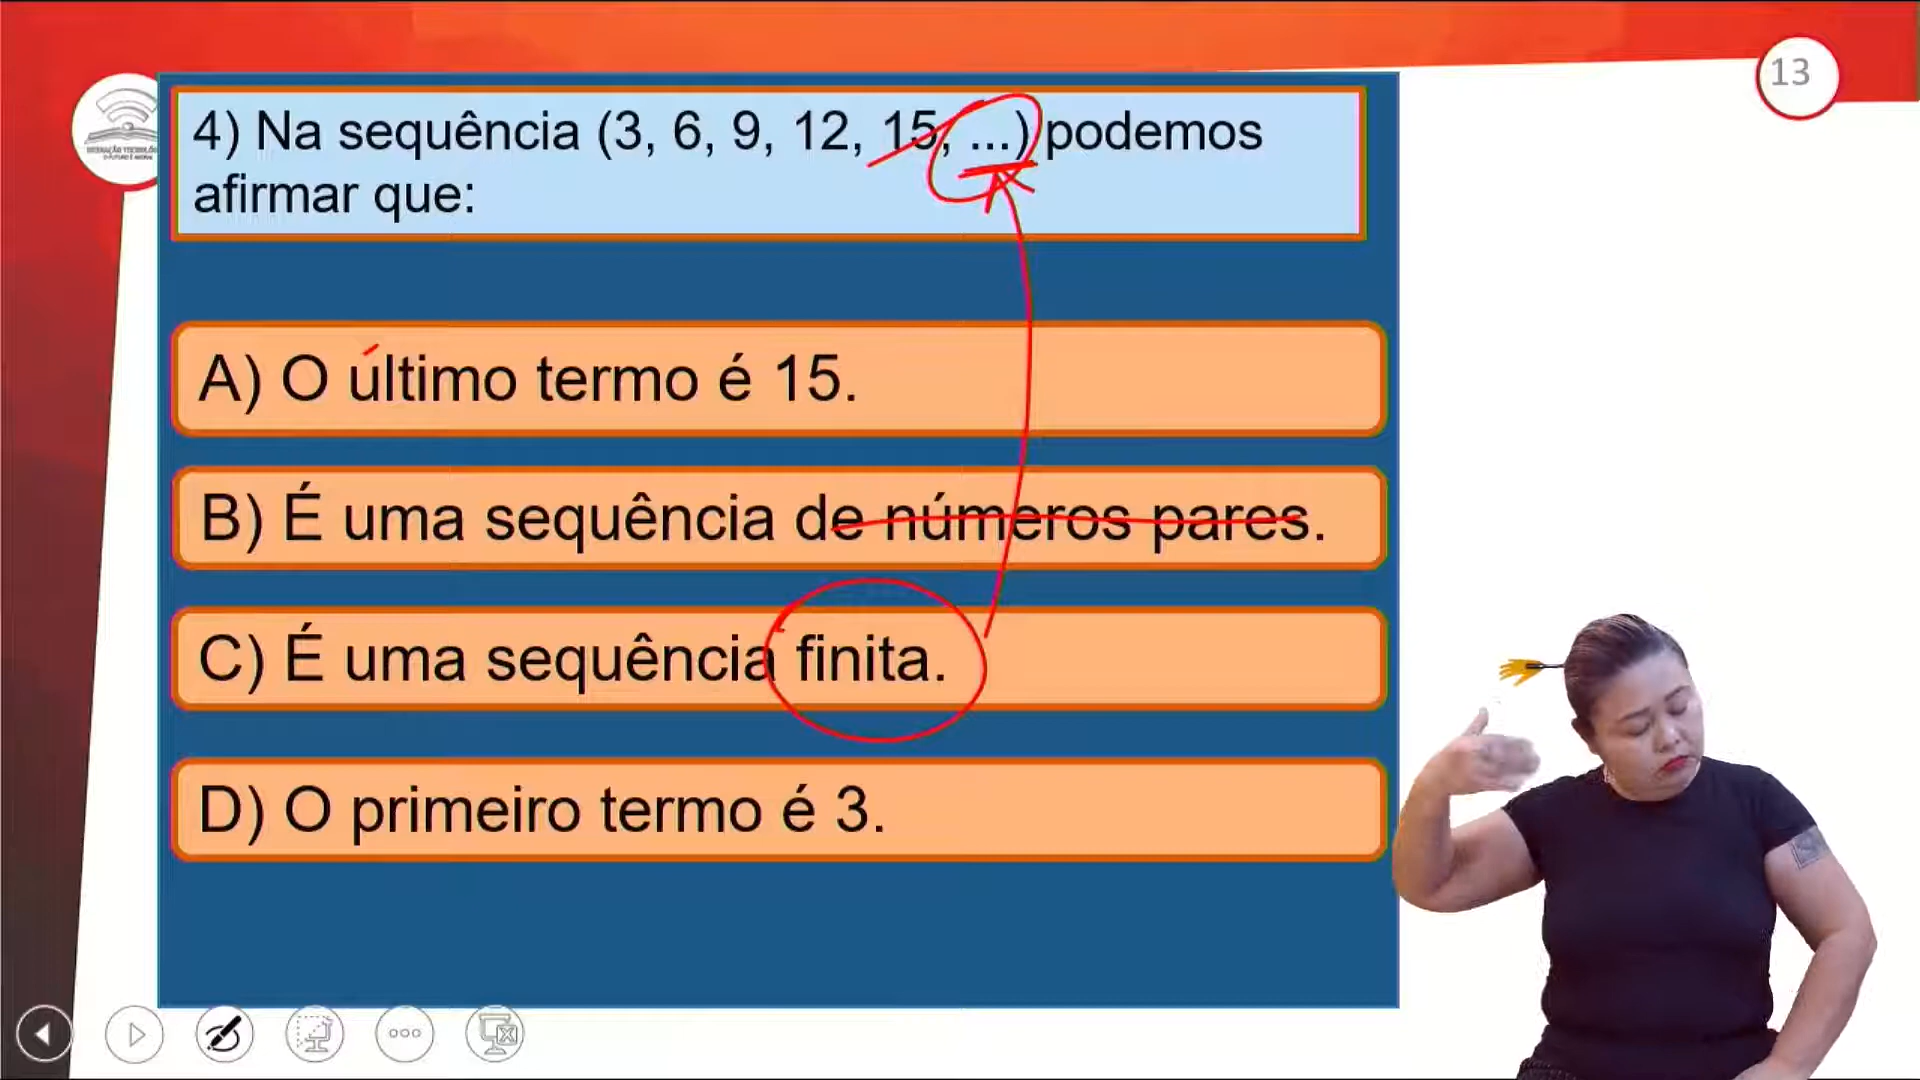 13
4) Na sequência (3, 6, 9, 12, 15, ...) podemos
afirmar que:
A) O último termo é 15.
B) É uma sequência de números pares.
C) É uma sequência finita.
D) O primeiro termo é 3.